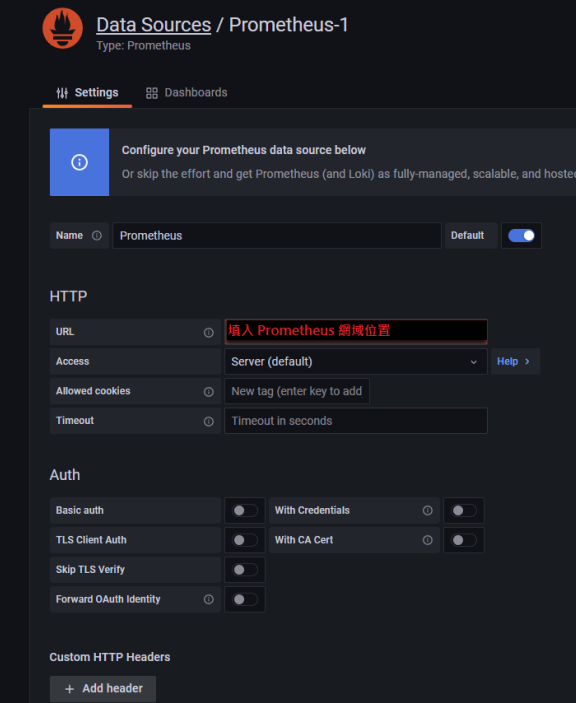 Data Sources / Prometheus-1
Type: Prometheus
Settings
Dashboards
Configure your Prometheus data source below
Or skip the effort and get Prometheus (and Loki) as fully-managed, scalable, and hosted
Name
Prometheus
Default
HTTP
URL
填入 Prometheus 網域位置
Access
Server (default)
Help >
Allowed cookies
New tag (enter key to add
Timeout
Timeout in seconds
Auth
Basic auth
With Credentials
TLS Client Auth
With CA Cert
Skip TLS Verify
Forward OAuth Identity
Custom HTTP Headers
+ Add header